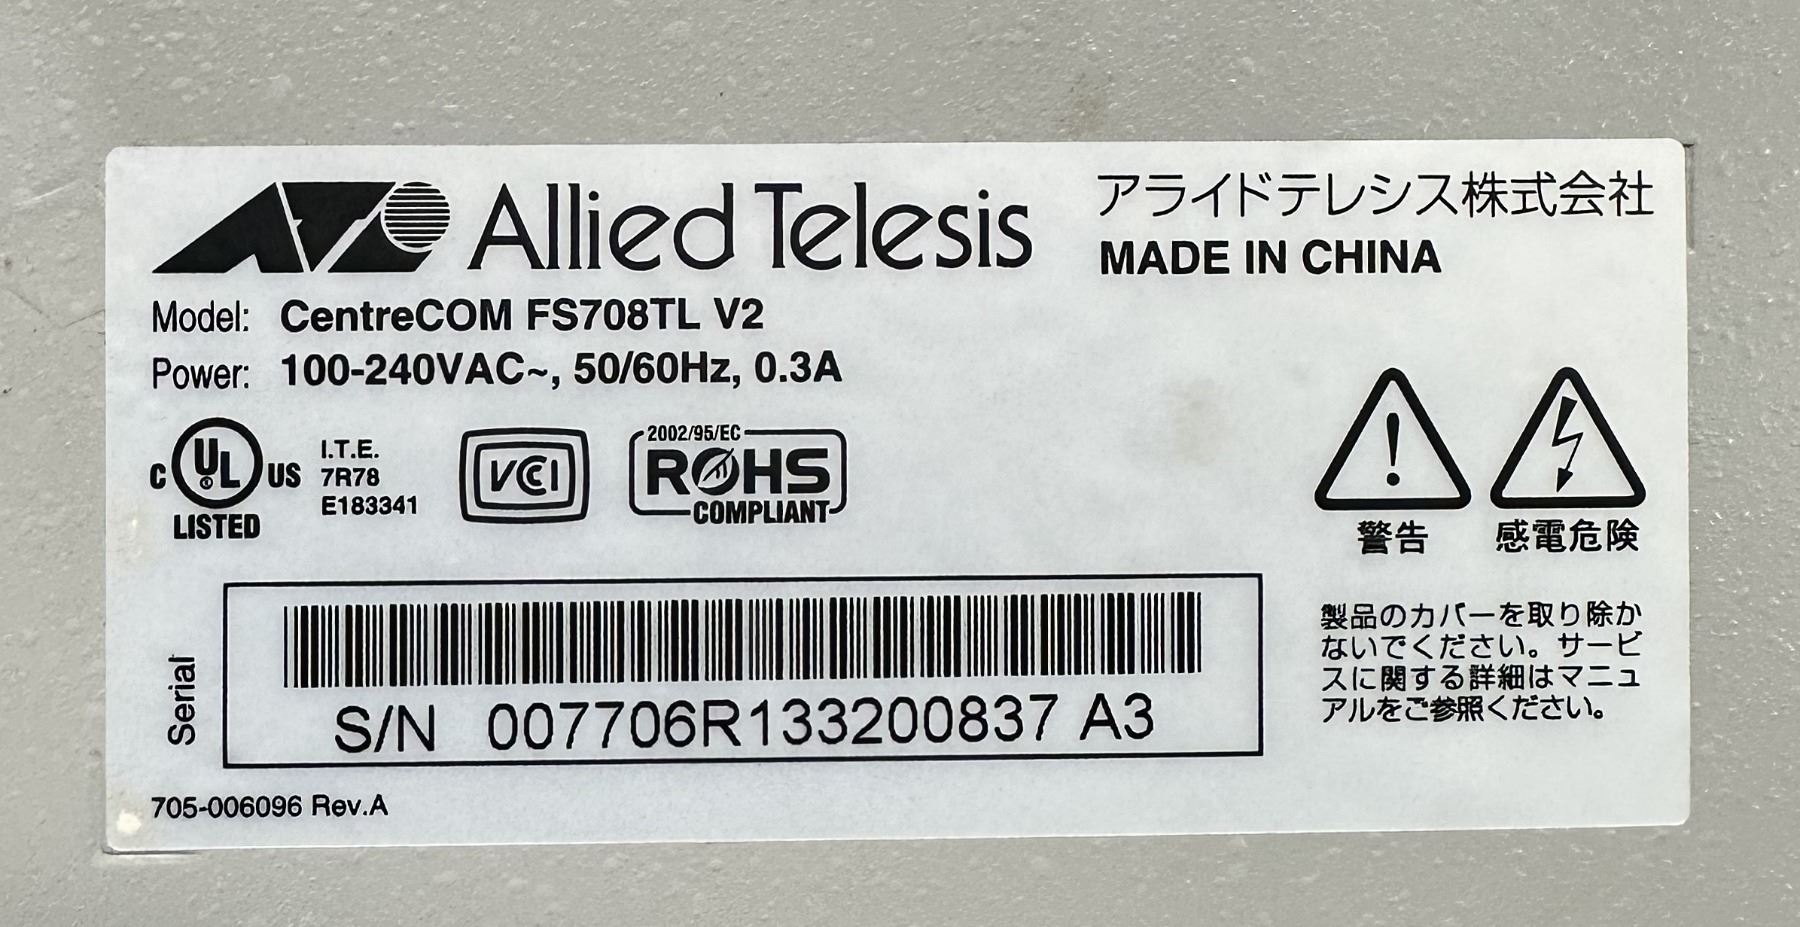 Allied Telesis
アライドテレシス株式会社
MADE IN CHINA
Model: CentreCOM FS708TL V2
Power: 100-240VAC~, 50/60Hz, 0.3A
C UL US
LISTED
I.T.E.
7R78
E183341
VCCI
2002/95/EC
ROHS
COMPLIANT
警告
感電危険
製品のカバーを取り除か
ないでください。サービ
スに関する詳細はマニュ
アルをご参照ください。
Serial
S/N 007706R133200837 A3
705-006096 Rev.A